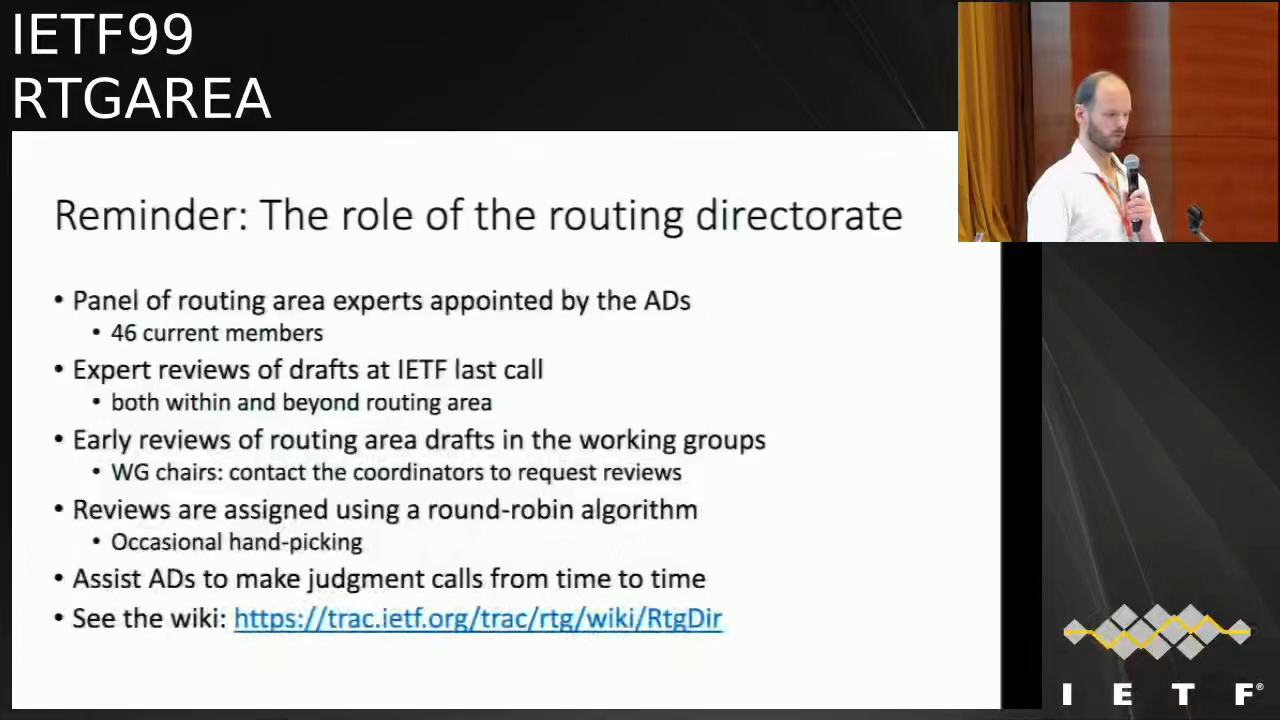 IETF99
RTGAREA
Reminder: The role of the routing directorate
• Panel of routing area experts appointed by the ADs
• 46 current members
• Expert reviews of drafts at IETF last call
• both within and beyond routing area
• Early reviews of routing area drafts in the working groups
• WG chairs: contact the coordinators to request reviews
• Reviews are assigned using a round-robin algorithm
• Occasional hand-picking
• Assist ADs to make judgment calls from time to time
• See the wiki: https://trac.ietf.org/trac/rtg/wiki/RtgDir
I E T F®